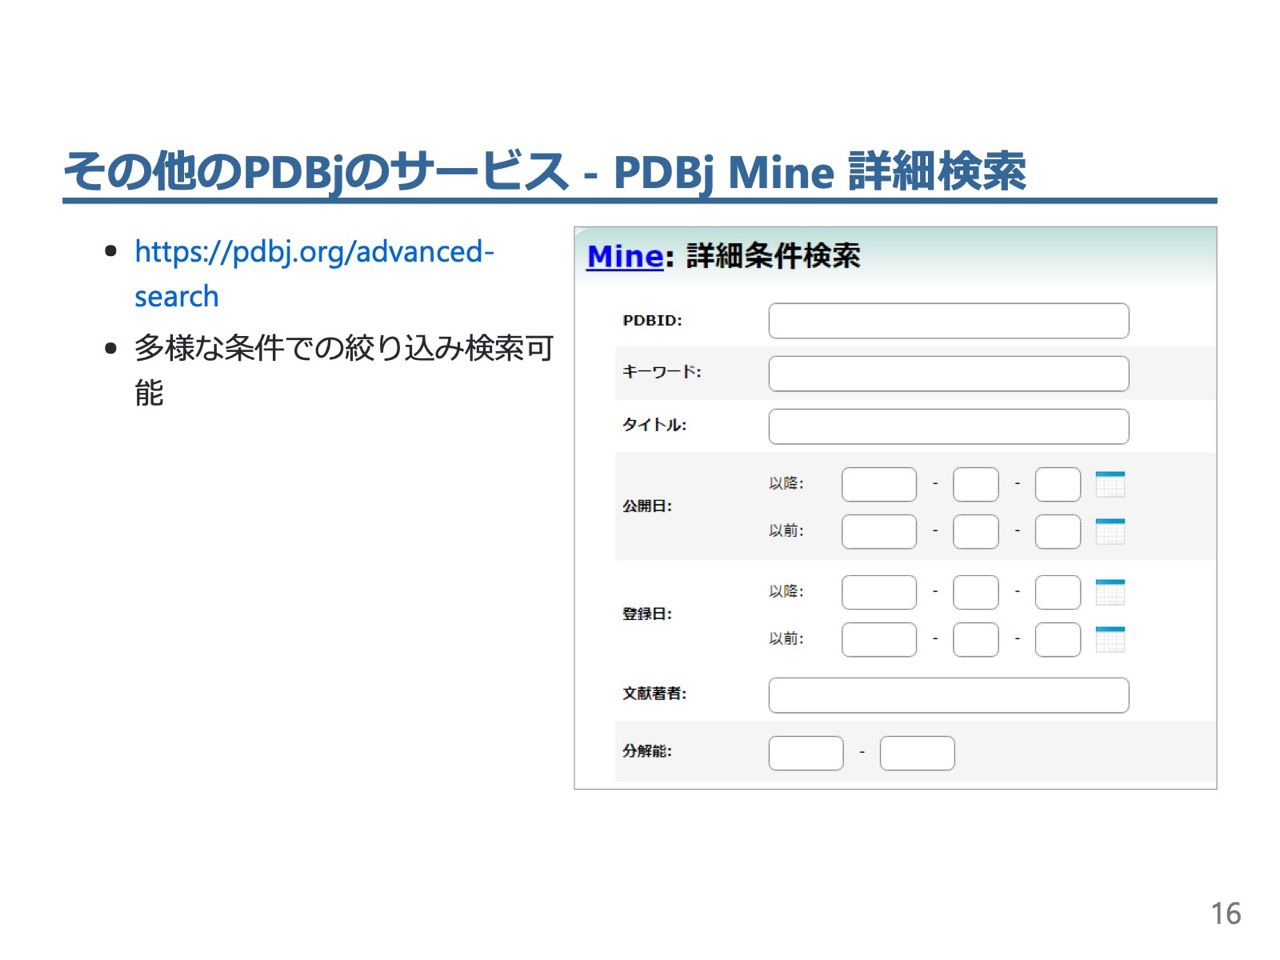 その他のPDBjのサービス - PDBj Mine 詳細検索
• https://pdbj.org/advanced-
search
• 多様な条件での絞り込み検索可
能
Mine: 詳細条件検索
PDBID:
キーワード:
タイトル:
公開日:
以降: - -
以前: - -
登録日:
以降: - -
以前: - -
文献著者:
分解能: -
16